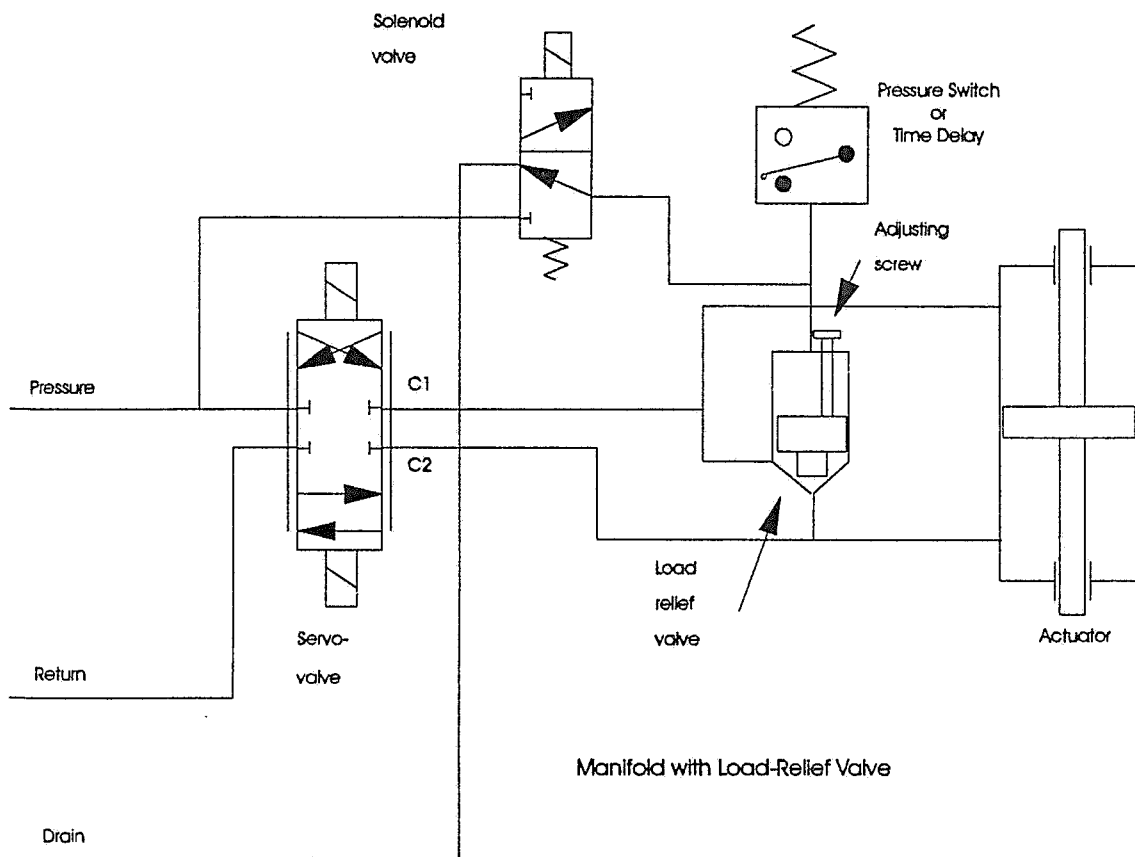 Solenoid
valve
Pressure Switch
or
Time Delay
Adjusting
screw
Pressure
C1
C2
Load
relief
valve
Servo-
valve
Actuator
Return
Manifold with Load-Relief Valve
Drain